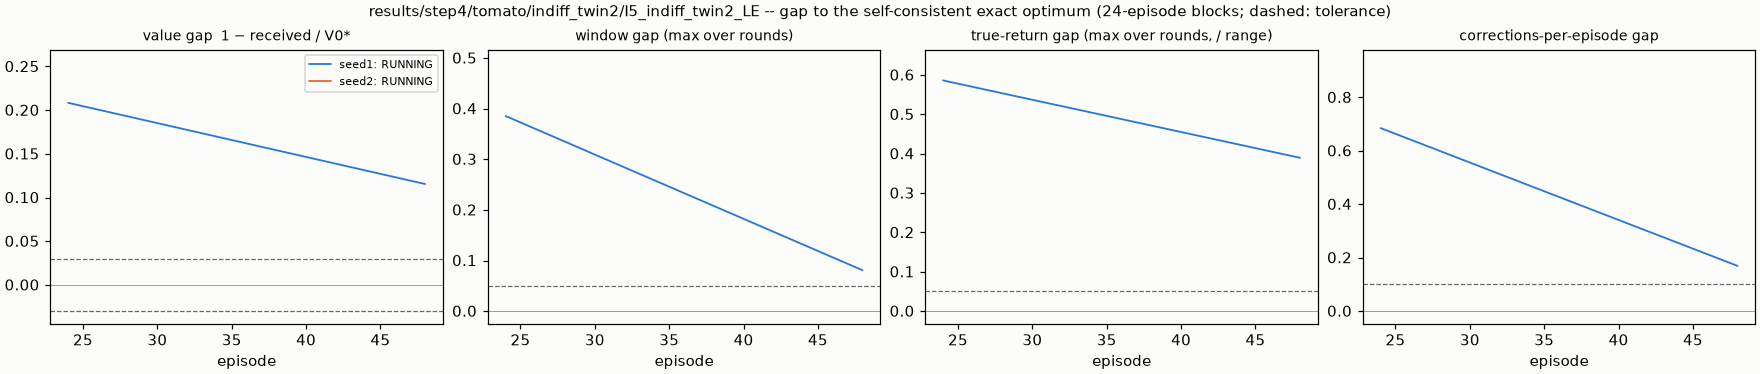 results/step4/tomato/indiff_twin2/l5_indiff_twin2_LE -- gap to the self-consistent exact optimum (24-episode blocks; dashed: tolerance)
value gap  1 − received / V0*
0.25
0.20
0.15
0.10
0.05
0.00
seed1: RUNNING
seed2: RUNNING
25 30 35 40 45
episode
window gap (max over rounds)
0.5
0.4
0.3
0.2
0.1
0.0
25 30 35 40 45
episode
true-return gap (max over rounds, / range)
0.6
0.5
0.4
0.3
0.2
0.1
0.0
25 30 35 40 45
episode
corrections-per-episode gap
0.8
0.6
0.4
0.2
0.0
25 30 35 40 45
episode